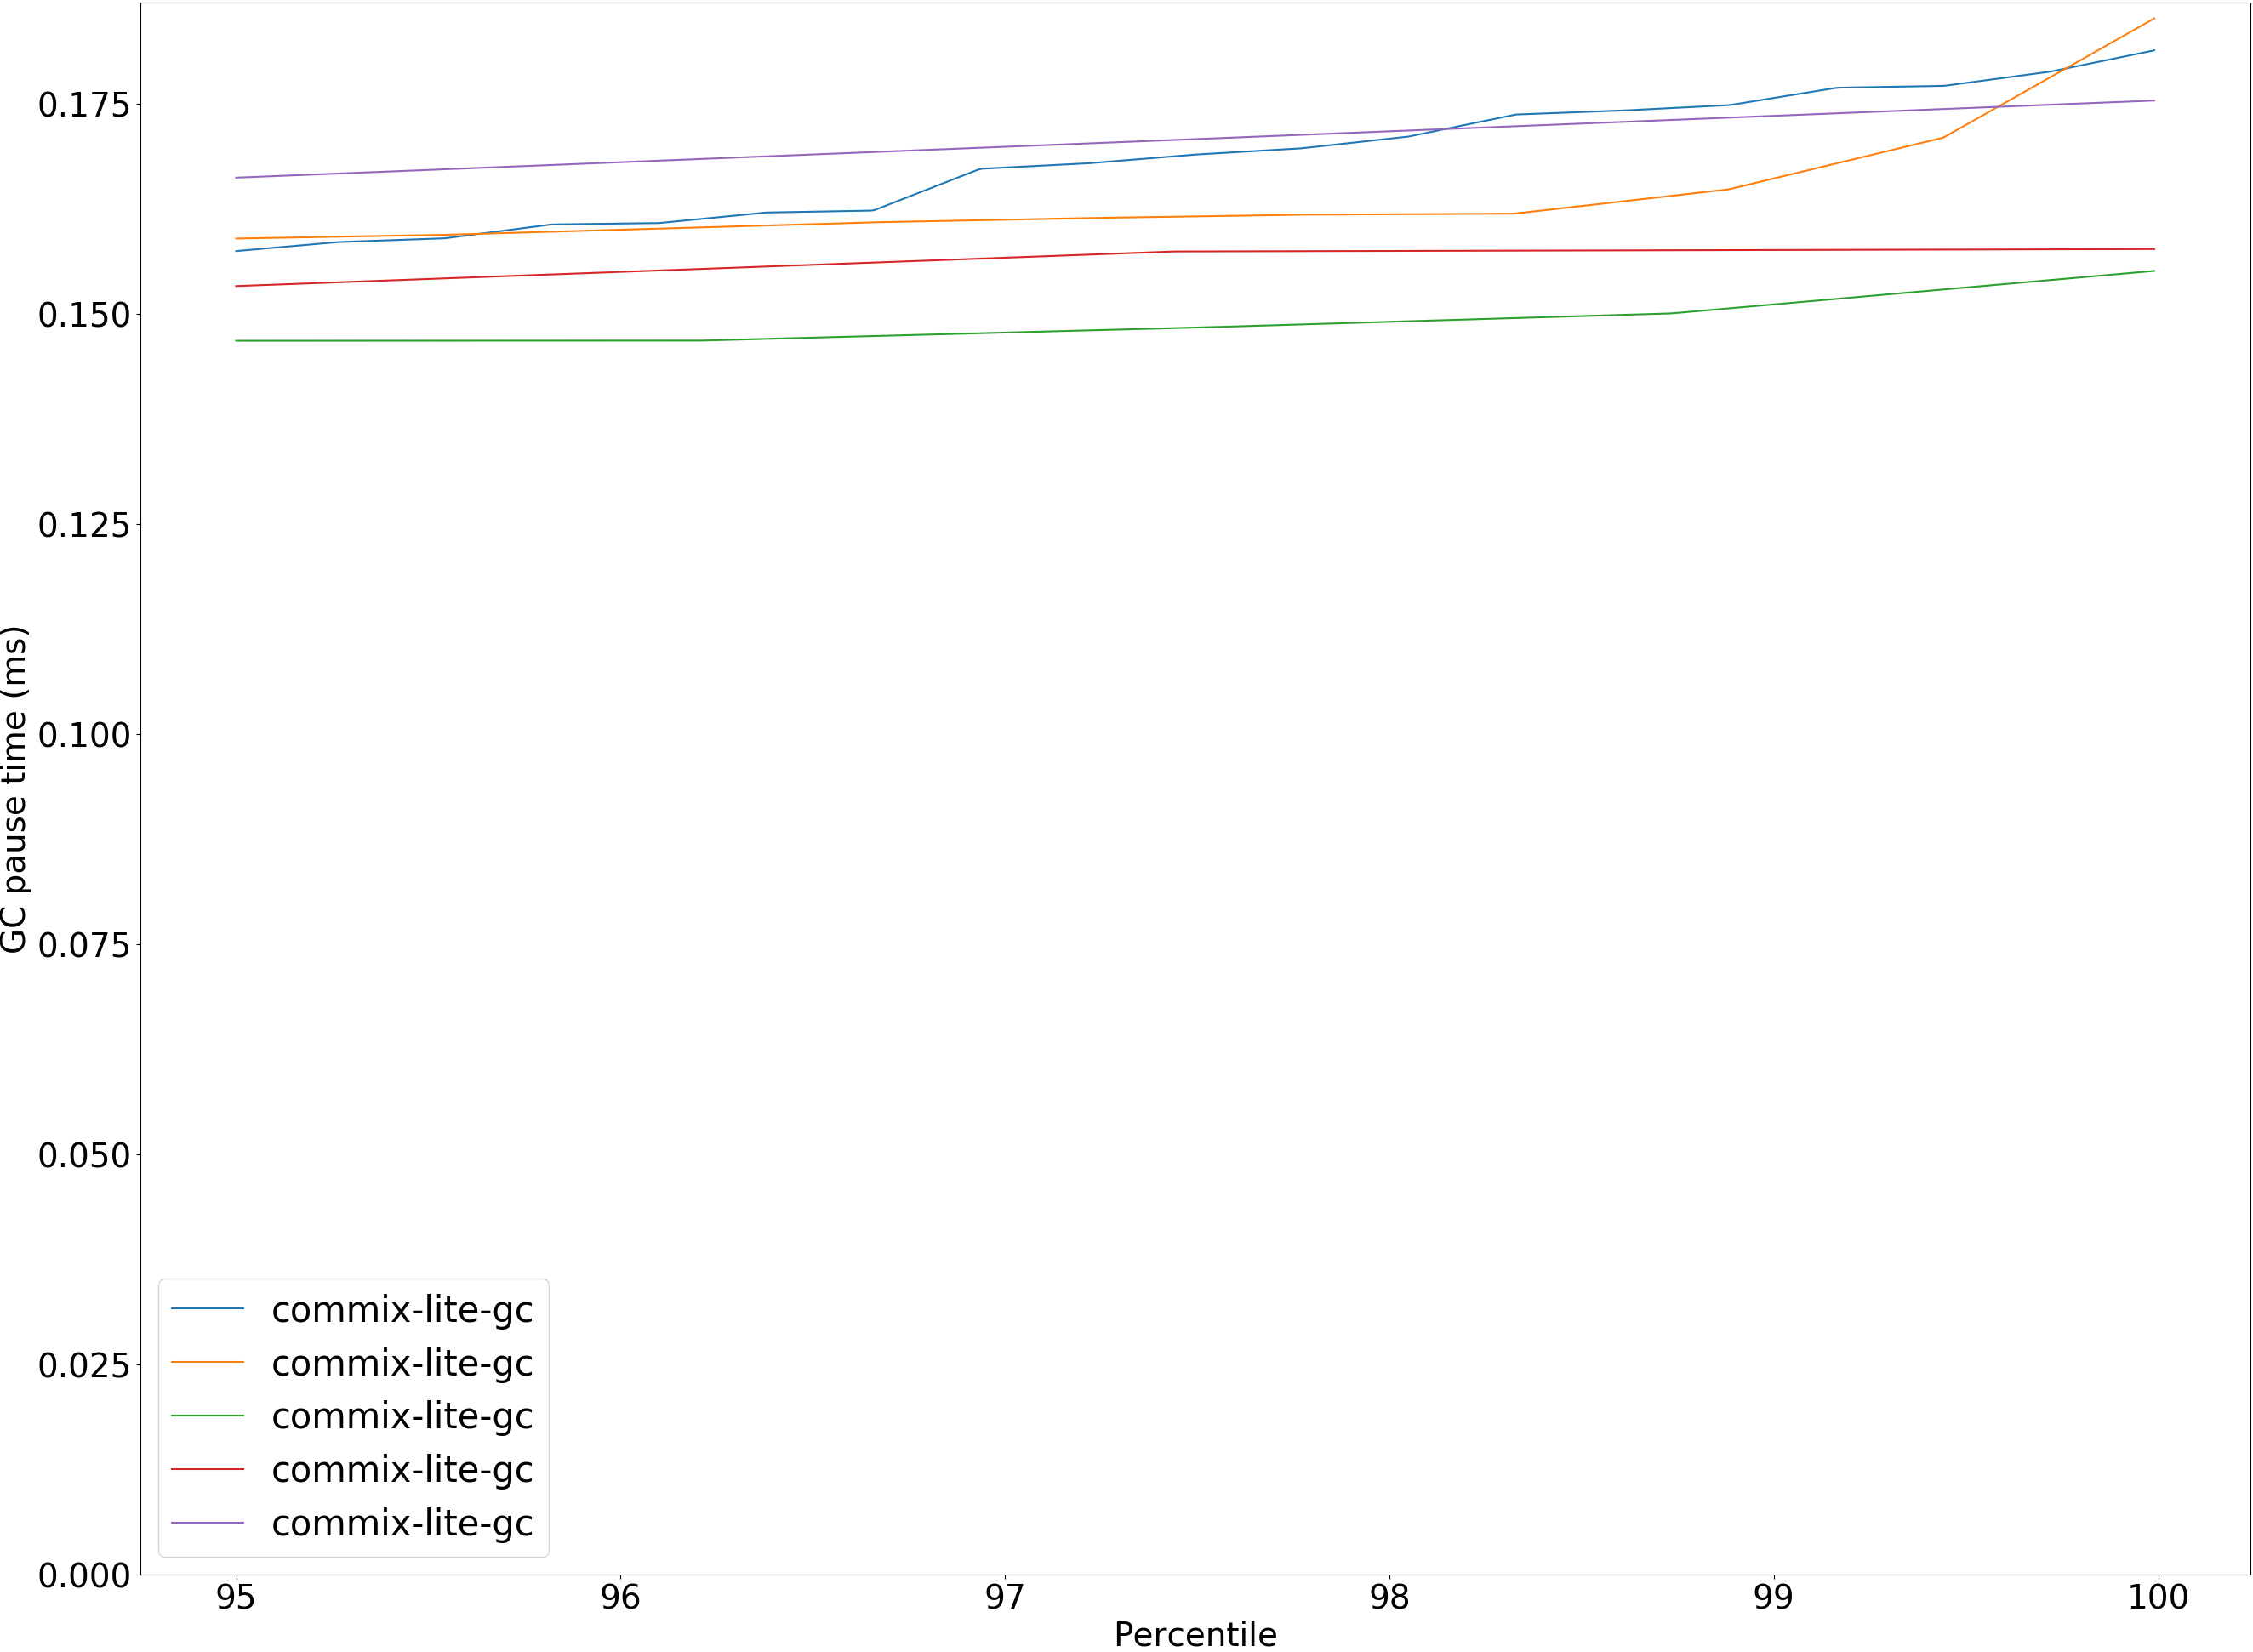 0.175
0.150
0.125
0.100
0.075
0.050
0.025
0.000
GC pause time (ms)
commix-lite-gc
commix-lite-gc
commix-lite-gc
commix-lite-gc
commix-lite-gc
95 96 97 98 99 100
Percentile